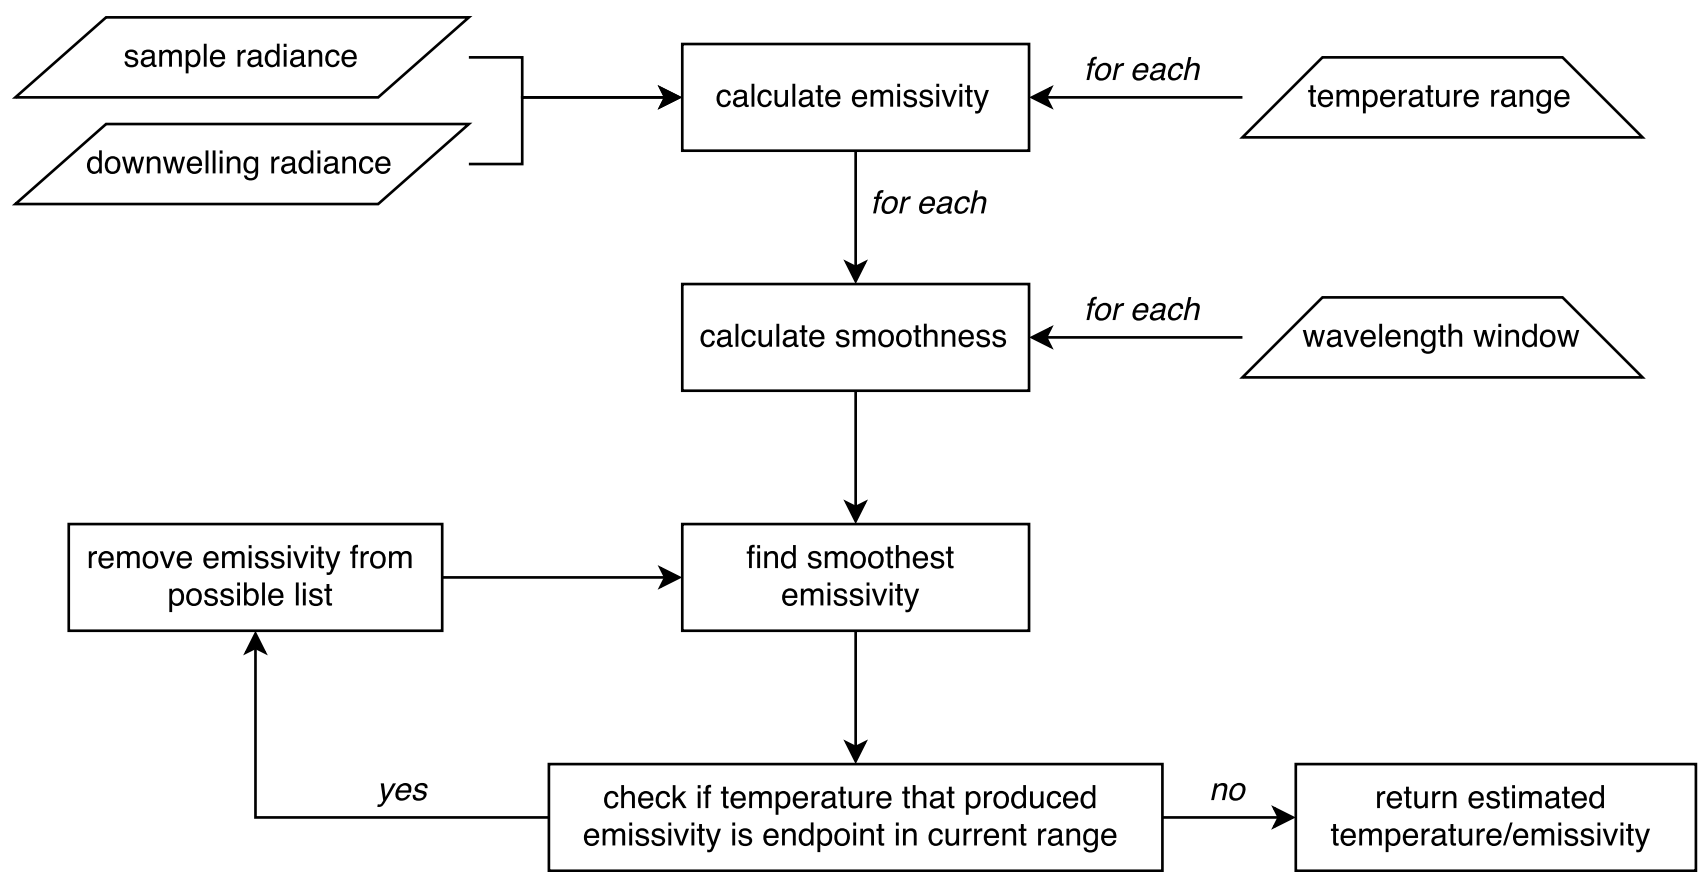 sample radiance
downwelling radiance
calculate emissivity
for each
temperature range
for each
calculate smoothness
for each
wavelength window
remove emissivity from
possible list
find smoothest
emissivity
yes
check if temperature that produced
emissivity is endpoint in current range
no
return estimated
temperature/emissivity